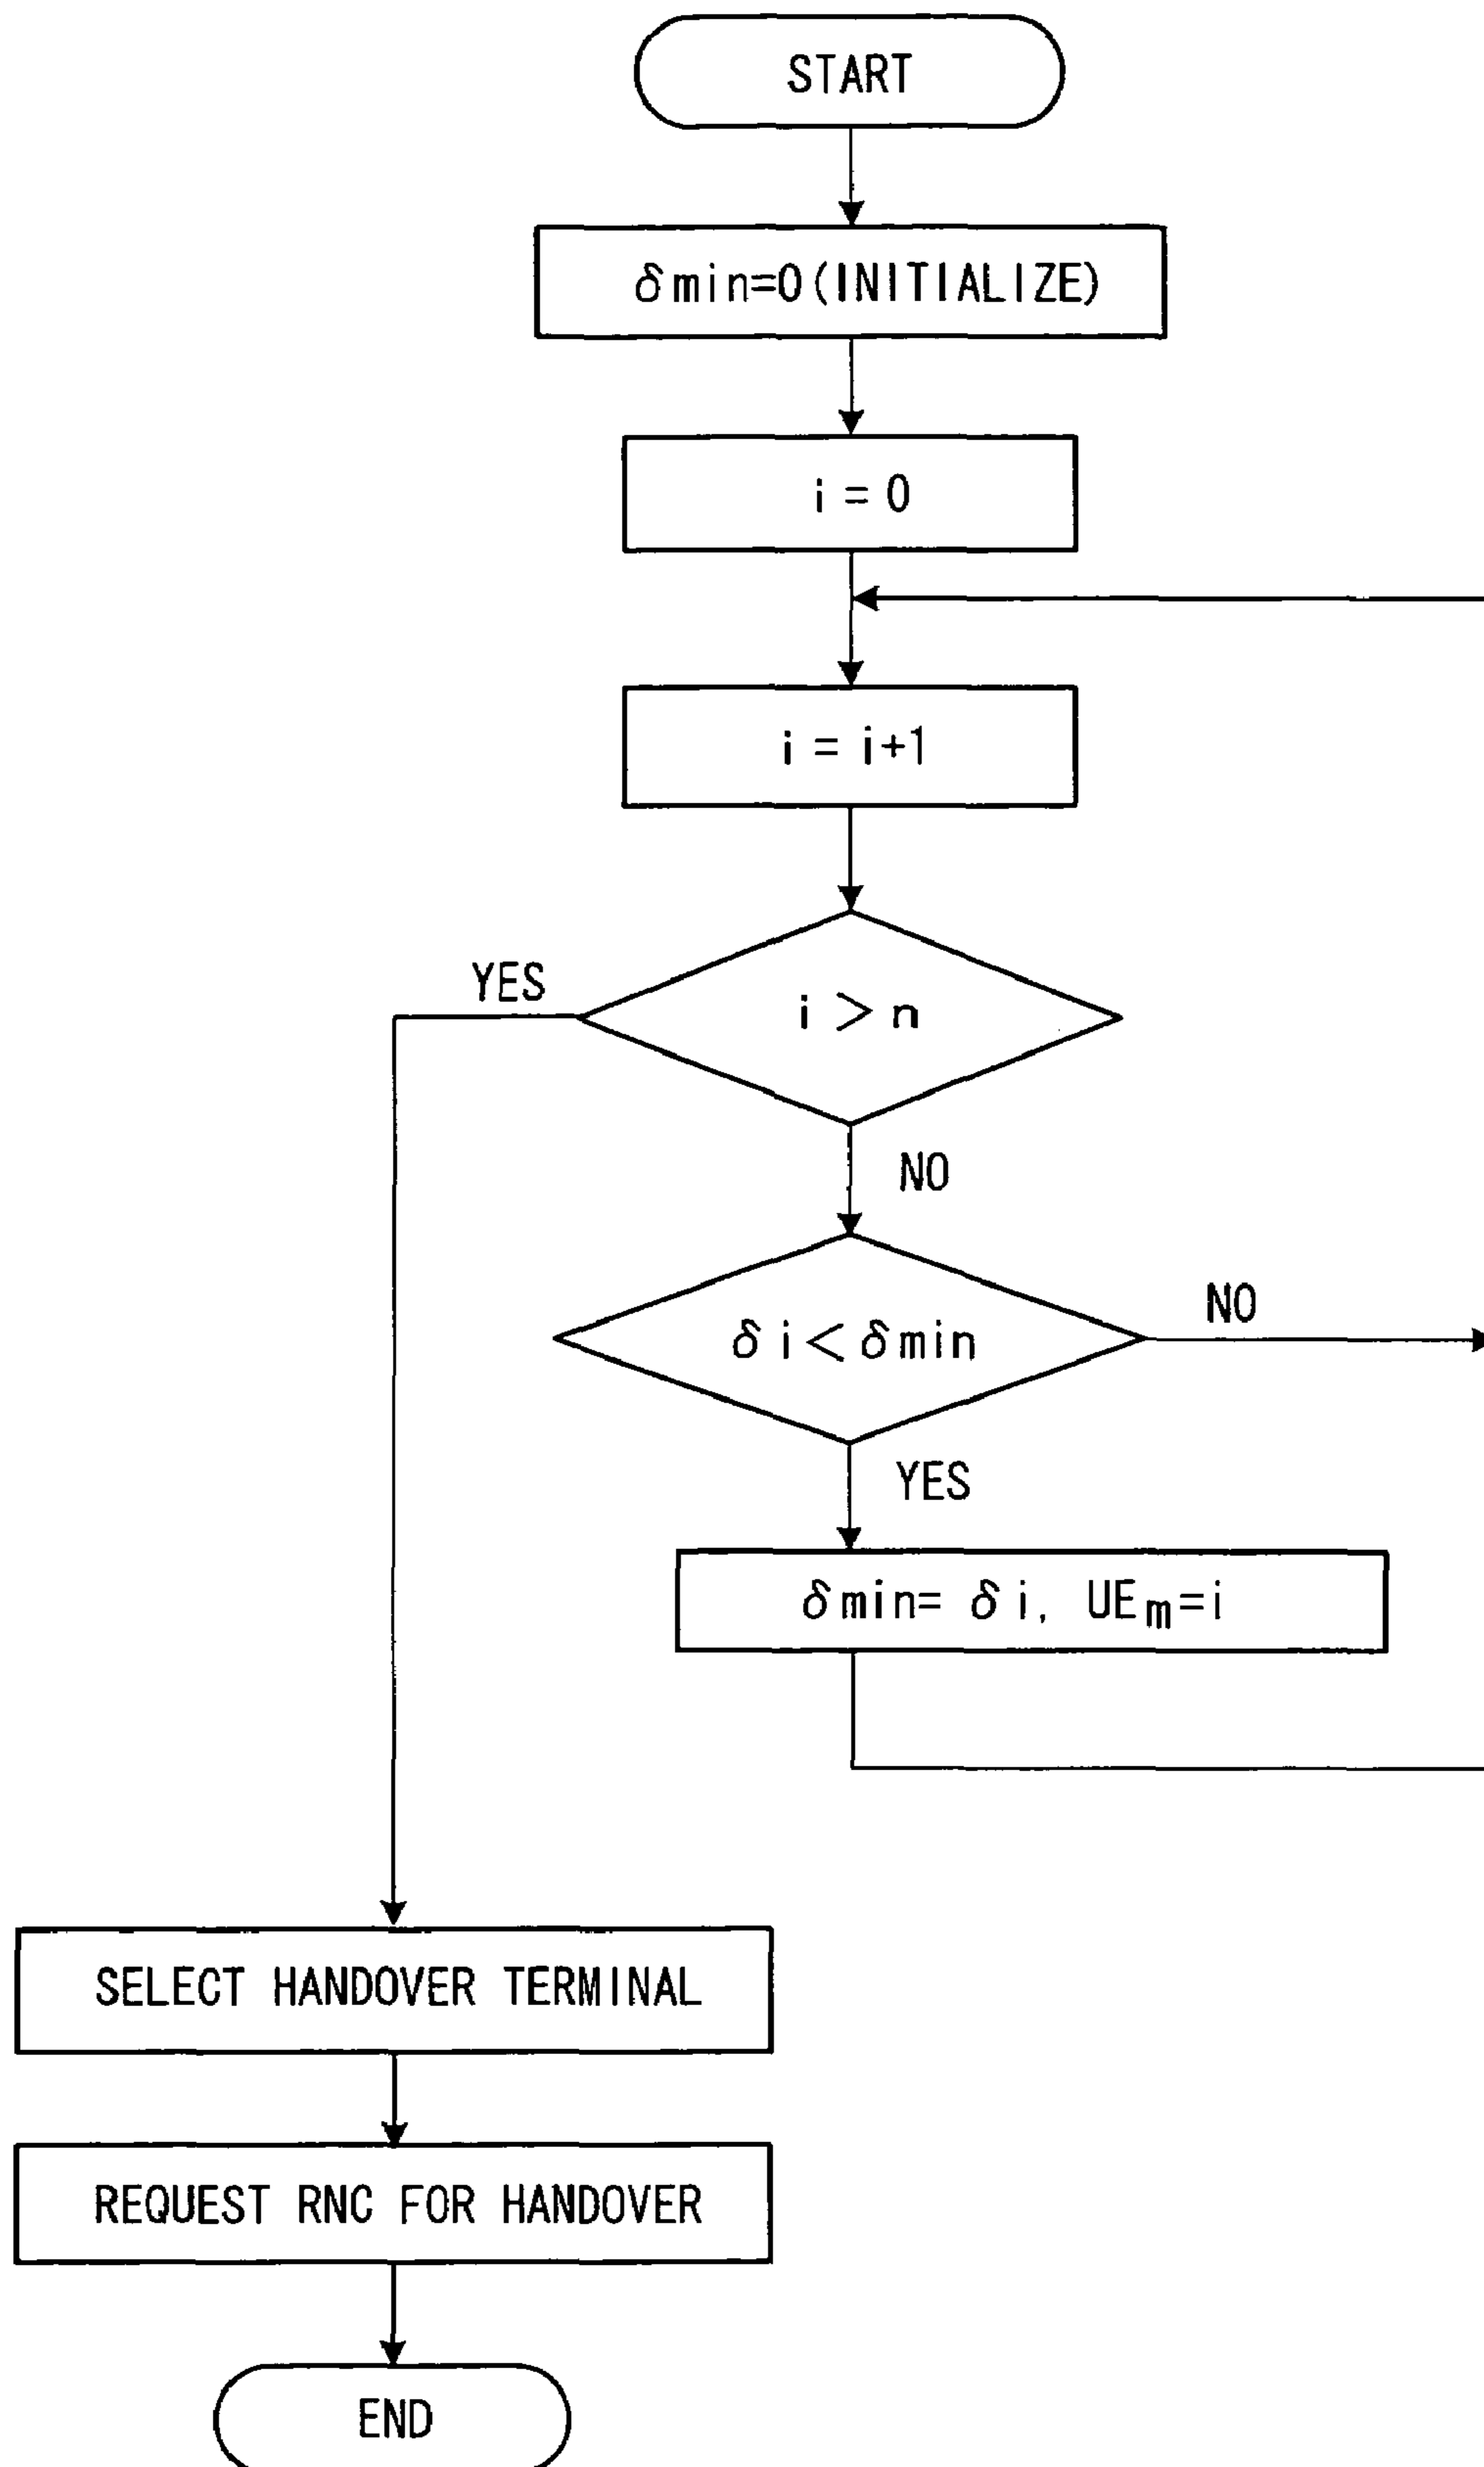 START
δmin=0(INITIALIZE)
i = 0
i = i+1
YES
i > n
NO
NO
δi<δmin
YES
δmin= δi, UEm=i
SELECT HANDOVER TERMINAL
REQUEST RNC FOR HANDOVER
END